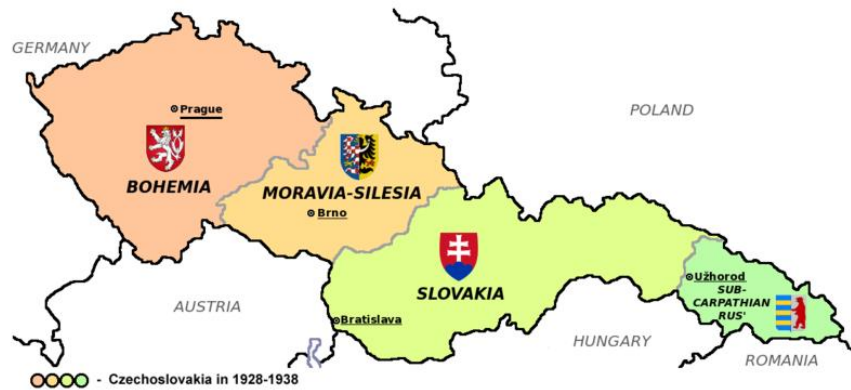 GERMANY
POLAND
Prague
BOHEMIA
MORAVIA-SILESIA
Brno
Užhorod
SUB-
CARPATHIAN
RUS'
SLOVAKIA
AUSTRIA
Bratislava
HUNGARY
ROMANIA
- Czechoslovakia in 1928-1938